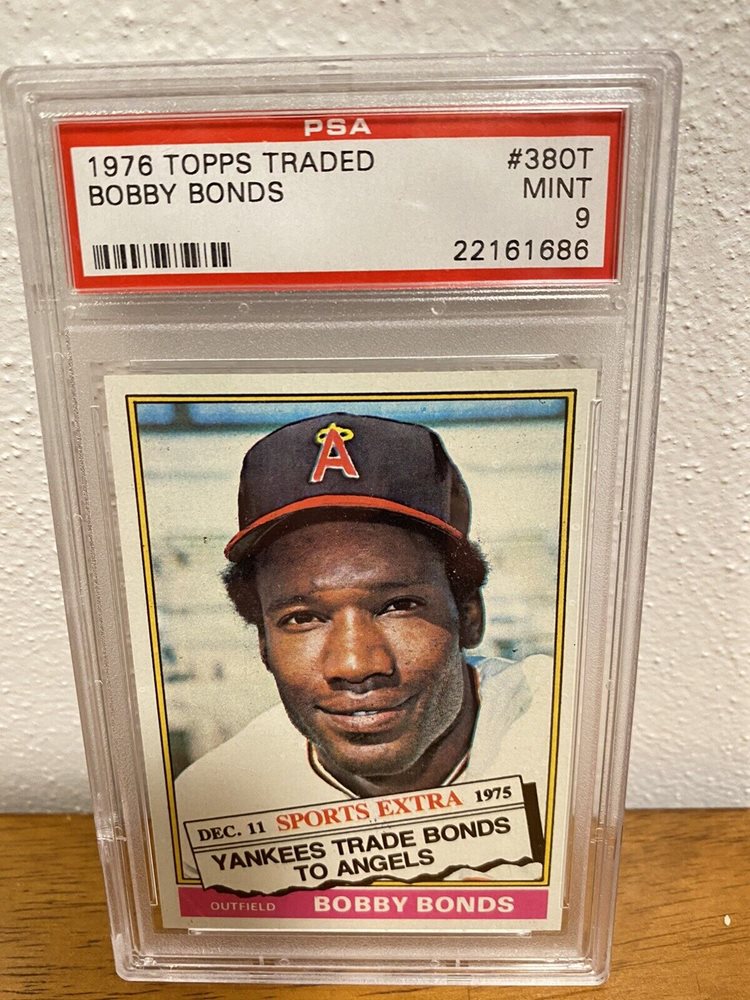 PSA
1976 TOPPS TRADED #380T
BOBBY BONDS MINT
9
22161686
A
DEC. 11 SPORTS EXTRA 1975
YANKEES TRADE BONDS
TO ANGELS
OUTFIELD BOBBY BONDS